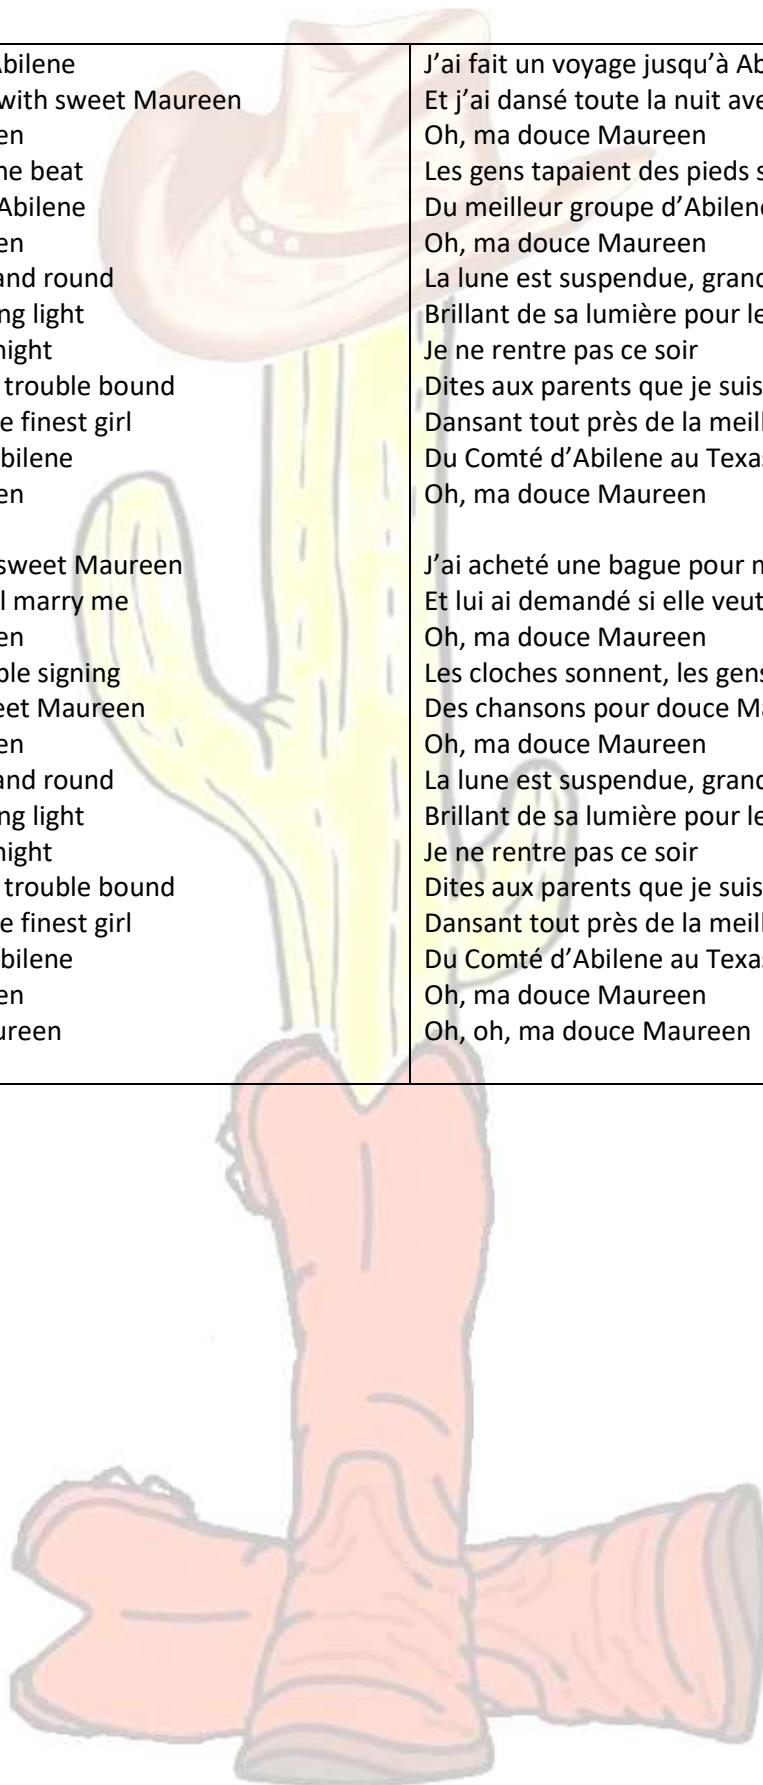 Abilene
with sweet Maureen
en
he beat
Abilene
en
and round
ng light
night
trouble bound
e finest girl
bilene
en
sweet Maureen
l marry me
en
ple signing
eet Maureen
en
and round
ng light
night
trouble bound
e finest girl
bilene
en
ureen
J’ai fait un voyage jusqu’à Ab
Et j’ai dansé toute la nuit ave
Oh, ma douce Maureen
Les gens tapaient des pieds s
Du meilleur groupe d’Abilene
Oh, ma douce Maureen
La lune est suspendue, grand
Brillant de sa lumière pour le
Je ne rentre pas ce soir
Dites aux parents que je suis
Dansant tout près de la meill
Du Comté d’Abilene au Texas
Oh, ma douce Maureen
J’ai acheté une bague pour m
Et lui ai demandé si elle veut
Oh, ma douce Maureen
Les cloches sonnent, les gens
Des chansons pour douce Ma
Oh, ma douce Maureen
La lune est suspendue, grand
Brillant de sa lumière pour le
Je ne rentre pas ce soir
Dites aux parents que je suis
Dansant tout près de la meill
Du Comté d’Abilene au Texas
Oh, ma douce Maureen
Oh, oh, ma douce Maureen